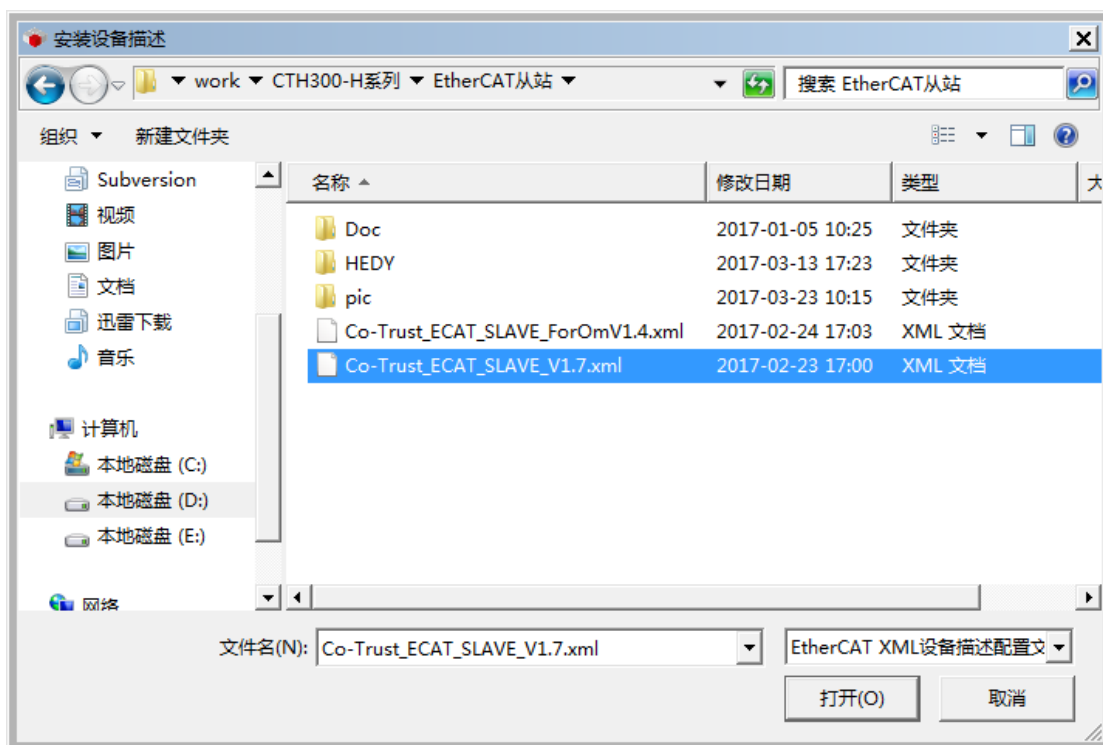 安装设备描述
work CTH300-H系列 EtherCAT从站
搜索 EtherCAT从站
组织 新建文件夹
名称 修改日期 类型 大
Subversion
视频
图片
文档
迅雷下载
音乐
计算机
本地磁盘 (C:)
本地磁盘 (D:)
本地磁盘 (E:)
网络
Doc 2017-01-05 10:25 文件夹
HEDY 2017-03-13 17:23 文件夹
pic 2017-03-23 10:15 文件夹
Co-Trust_ECAT_SLAVE_ForOmV1.4.xml 2017-02-24 17:03 XML 文档
Co-Trust_ECAT_SLAVE_V1.7.xml 2017-02-23 17:00 XML 文档
文件名(N): Co-Trust_ECAT_SLAVE_V1.7.xml EtherCAT XML设备描述配置文
打开(O) 取消